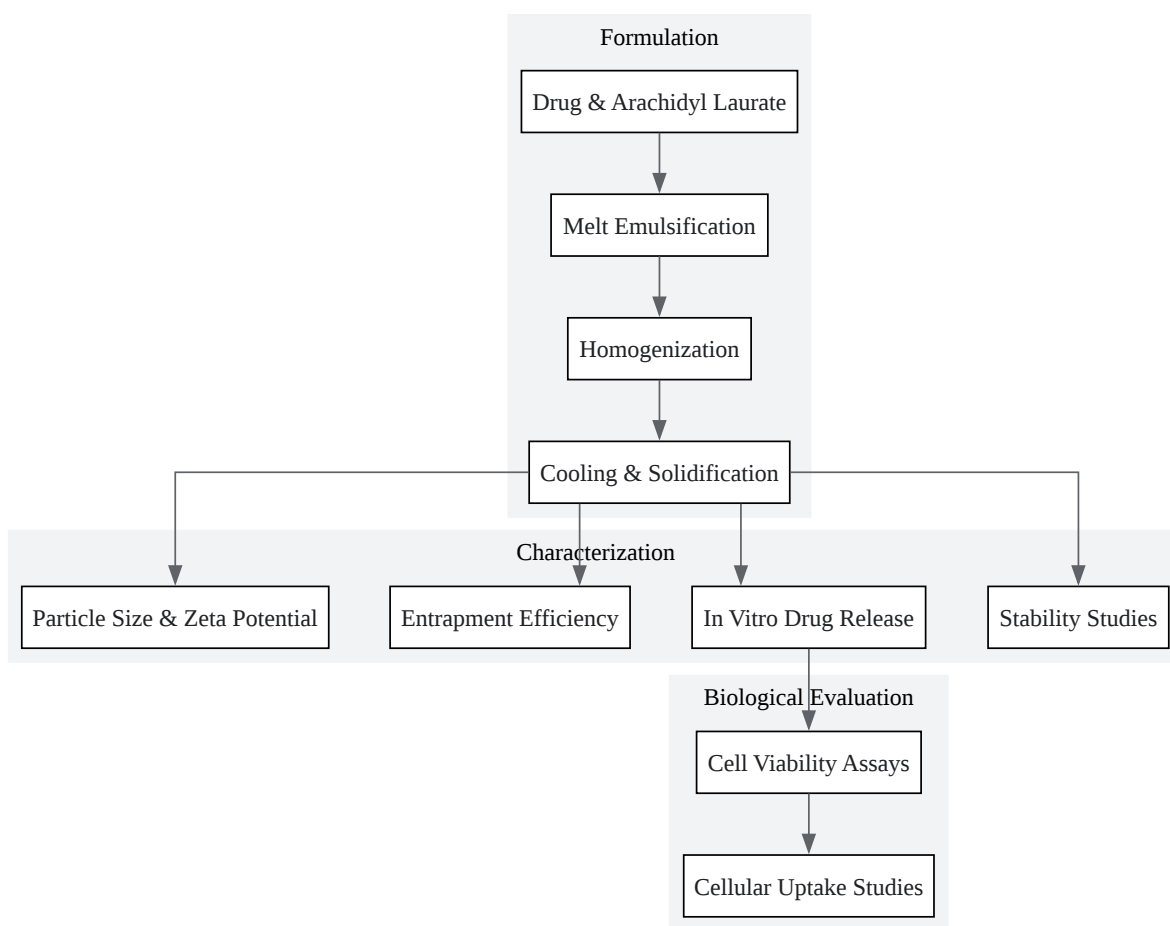 Formulation
Drug & Arachidyl Laurate
Melt Emulsification
Homogenization
Cooling & Solidification
Characterization
Particle Size & Zeta Potential
Entrapment Efficiency
In Vitro Drug Release
Stability Studies
Biological Evaluation
Cell Viability Assays
Cellular Uptake Studies